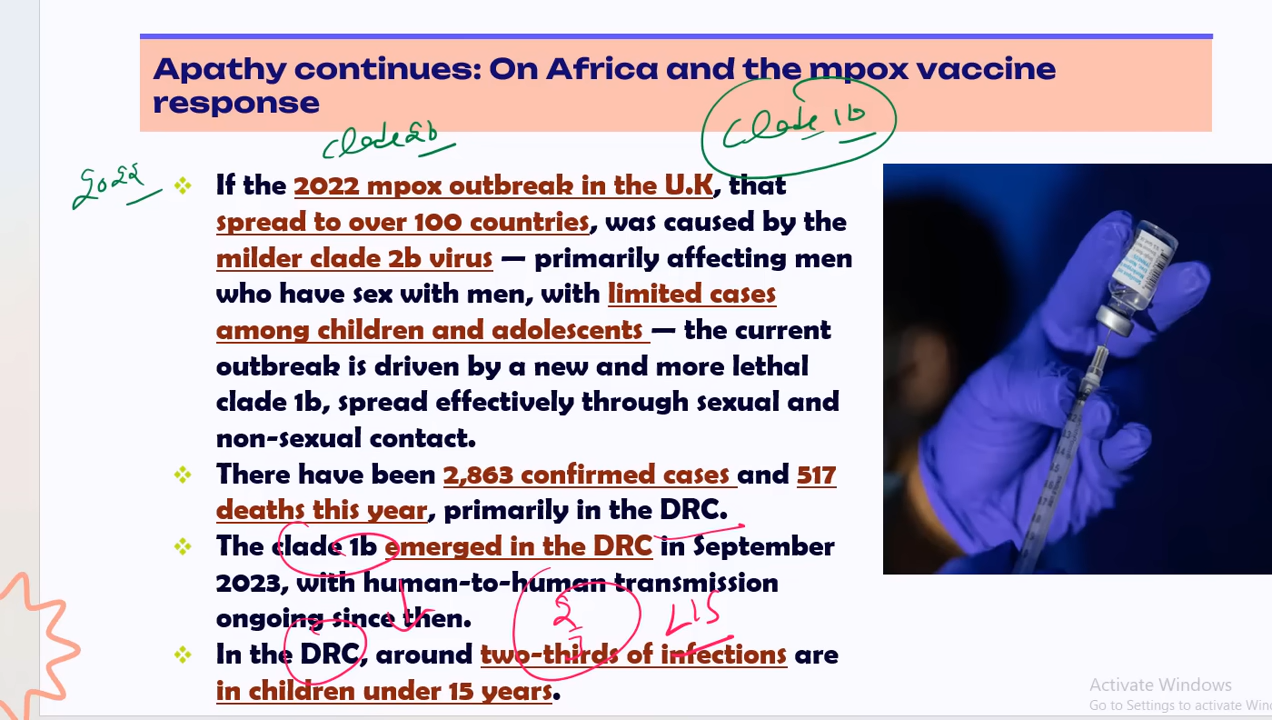 Apathy continues: On Africa and the mpox vaccine
response
clade 2b
clade 1b
2022
If the 2022 mpox outbreak in the U.K, that
spread to over 100 countries, was caused by the
milder clade 2b virus — primarily affecting men
who have sex with men, with limited cases
among children and adolescents — the current
outbreak is driven by a new and more lethal
clade 1b, spread effectively through sexual and
non-sexual contact.
There have been 2,863 confirmed cases and 517
deaths this year, primarily in the DRC.
The clade 1b emerged in the DRC in September
2023, with human-to-human transmission
ongoing since then.
2/3
<15
In the DRC, around two-thirds of infections are
in children under 15 years.
Activate Windows
Go to Settings to activate Win